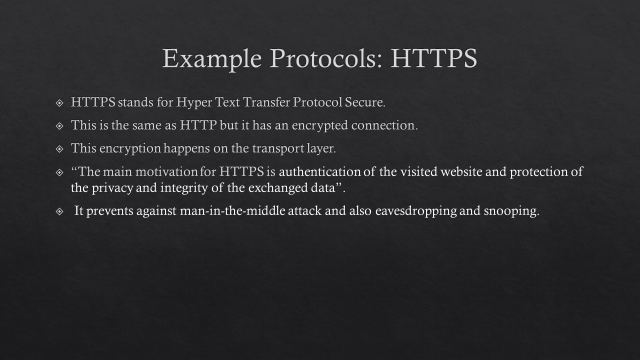 Example Protocols: HTTPS
HTTPS stands for Hyper Text Transfer Protocol Secure.
This is the same as HTTP but it has an encrypted connection.
This encryption happens on the transport layer.
“The main motivation for HTTPS is authentication of the visited website and protection of
the privacy and integrity of the exchanged data”.
It prevents against man-in-the-middle attack and also eavesdropping and snooping.